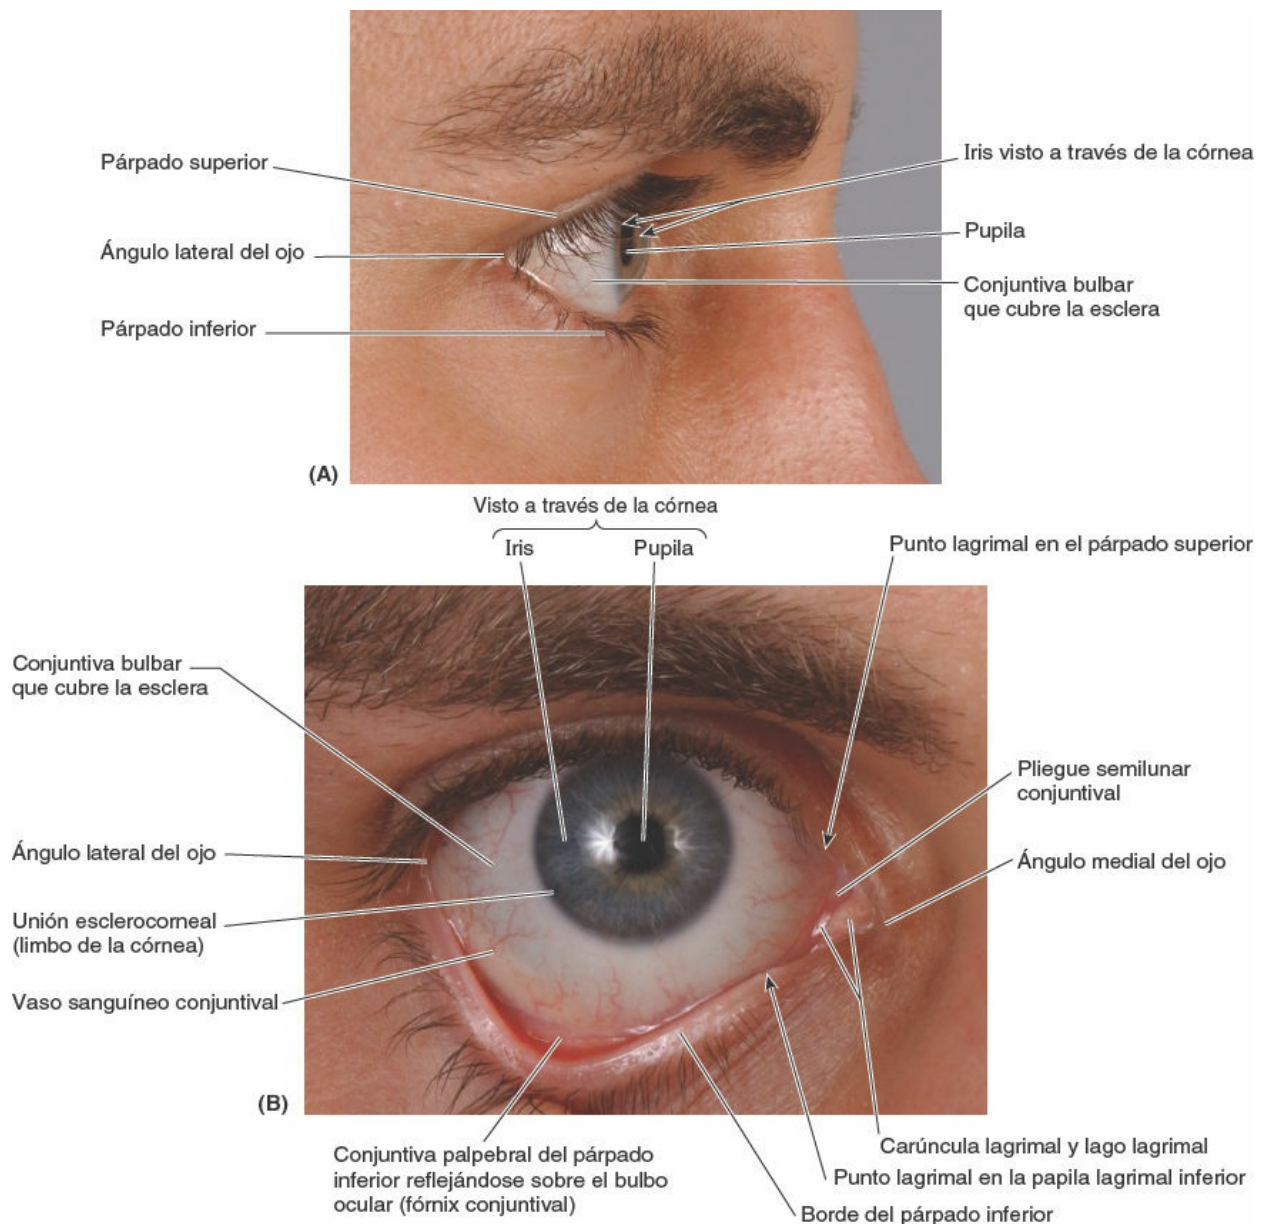 Párpado superior
Ángulo lateral del ojo
Párpado inferior
Iris visto a través de la córnea
Pupila
Conjuntiva bulbar
que cubre la esclera
(A)
Visto a través de la córnea
Iris
Pupila
Punto lagrimal en el párpado superior
Conjuntiva bulbar
que cubre la esclera
Ángulo lateral del ojo
Unión esclerocorneal
(limbo de la córnea)
Vaso sanguíneo conjuntival
Pliegue semilunar
conjuntival
Ángulo medial del ojo
(B)
Conjuntiva palpebral del párpado
inferior reflejándose sobre el bulbo
ocular (fórnix conjuntival)
Carúncula lagrimal y lago lagrimal
Punto lagrimal en la papila lagrimal inferior
Borde del párpado inferior